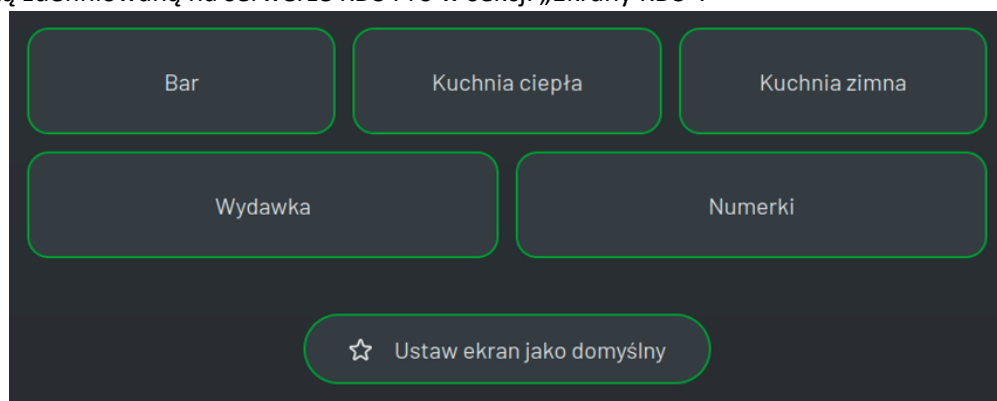 Bar Kuchnia ciepła Kuchnia zimna
Wydawka Numerki
Ustaw ekran jako domyślny